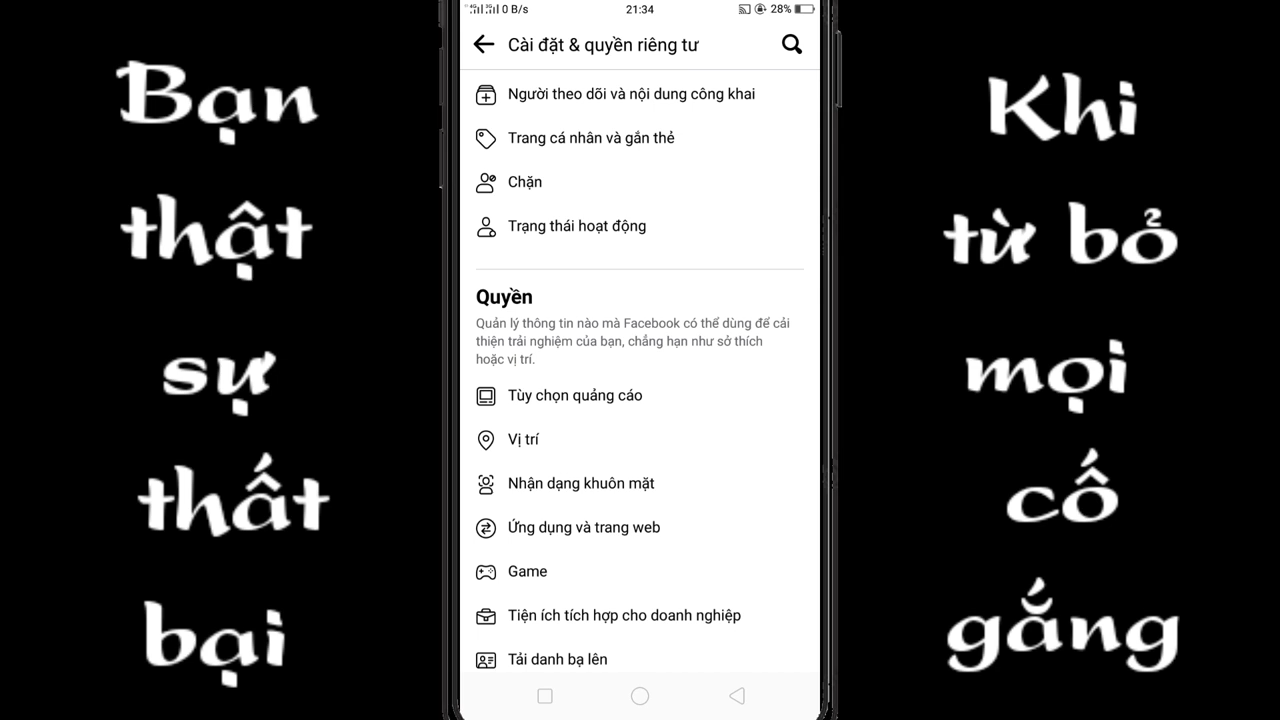 Bạn
thật
sự
thất
bại
4G 3G 0 B/s 21:34 28%
Cài đặt & quyền riêng tư
Người theo dõi và nội dung công khai
Trang cá nhân và gắn thẻ
Chặn
Trạng thái hoạt động
Quyền
Quản lý thông tin nào mà Facebook có thể dùng để cải
thiện trải nghiệm của bạn, chẳng hạn như sở thích
hoặc vị trí.
Tùy chọn quảng cáo
Vị trí
Nhận dạng khuôn mặt
Ứng dụng và trang web
Game
Tiện ích tích hợp cho doanh nghiệp
Tải danh bạ lên
Khi
từ bỏ
mọi
cố
gắng